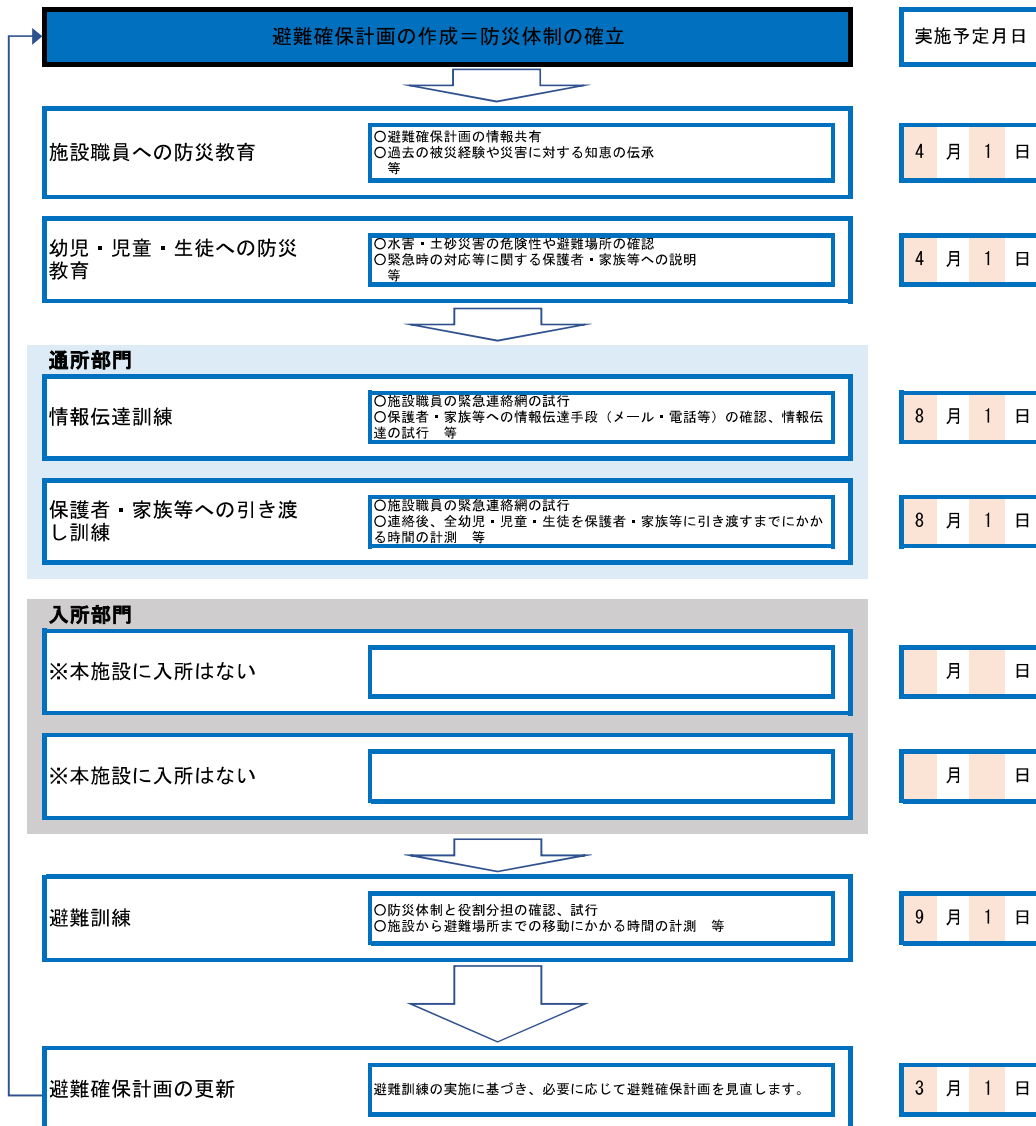 避難確保計画の作成＝防災体制の確立
実施予定月日
施設職員への防災教育
〇避難確保計画の情報共有
〇過去の被災経験や災害に対する知恵の伝承
等
4 月 1 日
幼児・児童・生徒への防災
教育
〇水害・土砂災害の危険性や避難場所の確認
〇緊急時の対応等に関する保護者・家族等への説明
等
4 月 1 日
通所部門
情報伝達訓練
〇施設職員の緊急連絡網の試行
〇保護者・家族等への情報伝達手段（メール・電話等）の確認、情報伝
達の試行　等
8 月 1 日
保護者・家族等への引き渡
し訓練
〇施設職員の緊急連絡網の試行
〇連絡後、全幼児・児童・生徒を保護者・家族等に引き渡すまでにかか
る時間の計測　等
8 月 1 日
入所部門
※本施設に入所はない
月 日
※本施設に入所はない
月 日
避難訓練
〇防災体制と役割分担の確認、試行
〇施設から避難場所までの移動にかかる時間の計測　等
9 月 1 日
避難確保計画の更新
避難訓練の実施に基づき、必要に応じて避難確保計画を見直します。
3 月 1 日